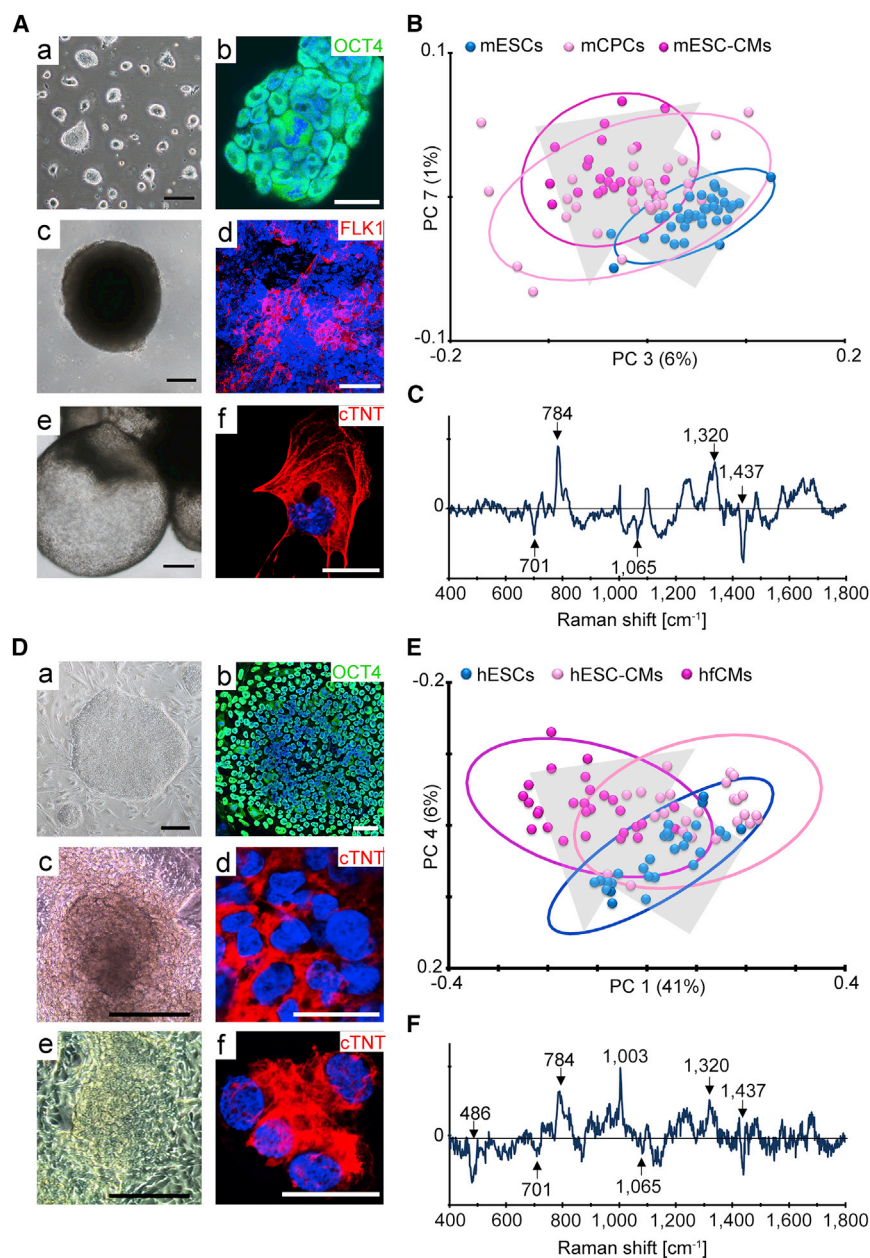 A
a
b
OCT4
c
d
FLK1
e
f
cTNT
B
mESCs mCPCs mESC-CMs
0.1
PC 7 (1%)
-0.1
-0.2
PC 3 (6%)
0.2
C
784
1,320
1,437
0
701
1,065
400 600 800 1,000 1,200 1,400 1,600 1,800
Raman shift [cm⁻¹]
D
a
b
OCT4
c
d
cTNT
e
f
cTNT
E
hESCs hESC-CMs hfCMs
-0.2
PC 4 (6%)
0.2
-0.4
PC 1 (41%)
0.4
F
486
784
1,003
1,320
1,437
0
701
1,065
400 600 800 1,000 1,200 1,400 1,600 1,800
Raman shift [cm⁻¹]